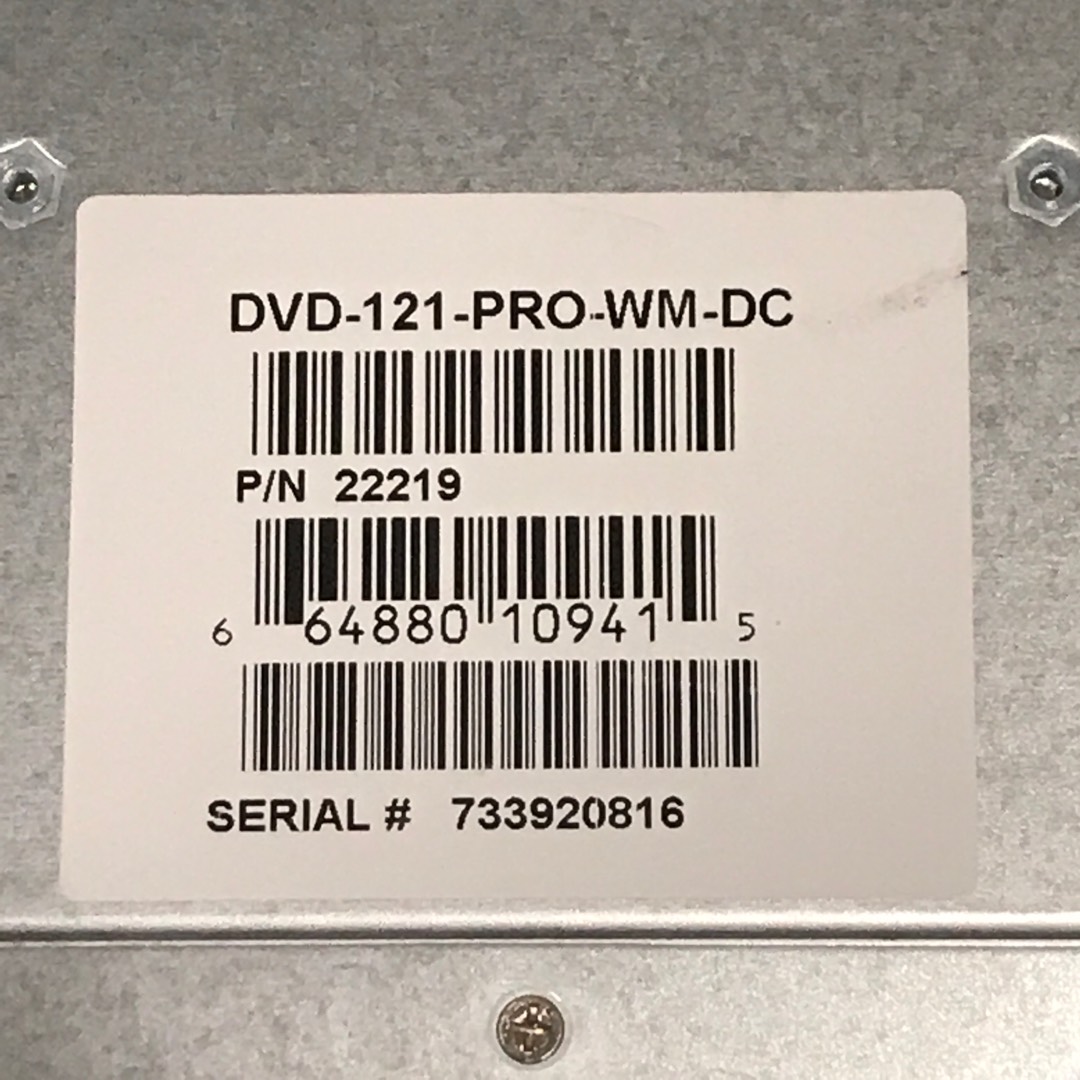 DVD-121-PRO-WM-DC
P/N 22219
6 64880 10941 5
SERIAL # 733920816